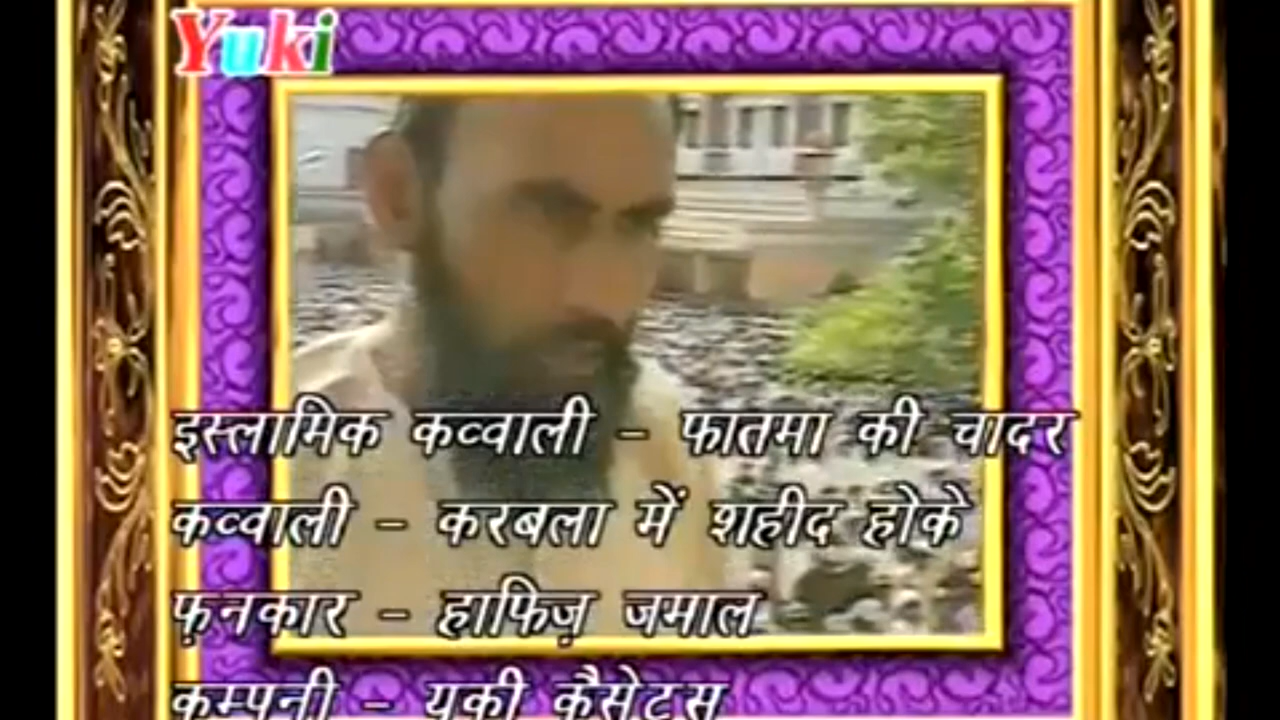 Yuki
इस्लामिक कव्वाली - फातमा की चादर
कव्वाली - करबला में शहीद होके
फ़नकार - हाफिज़ जमाल
कम्पनी - यूकी कैसेट्स